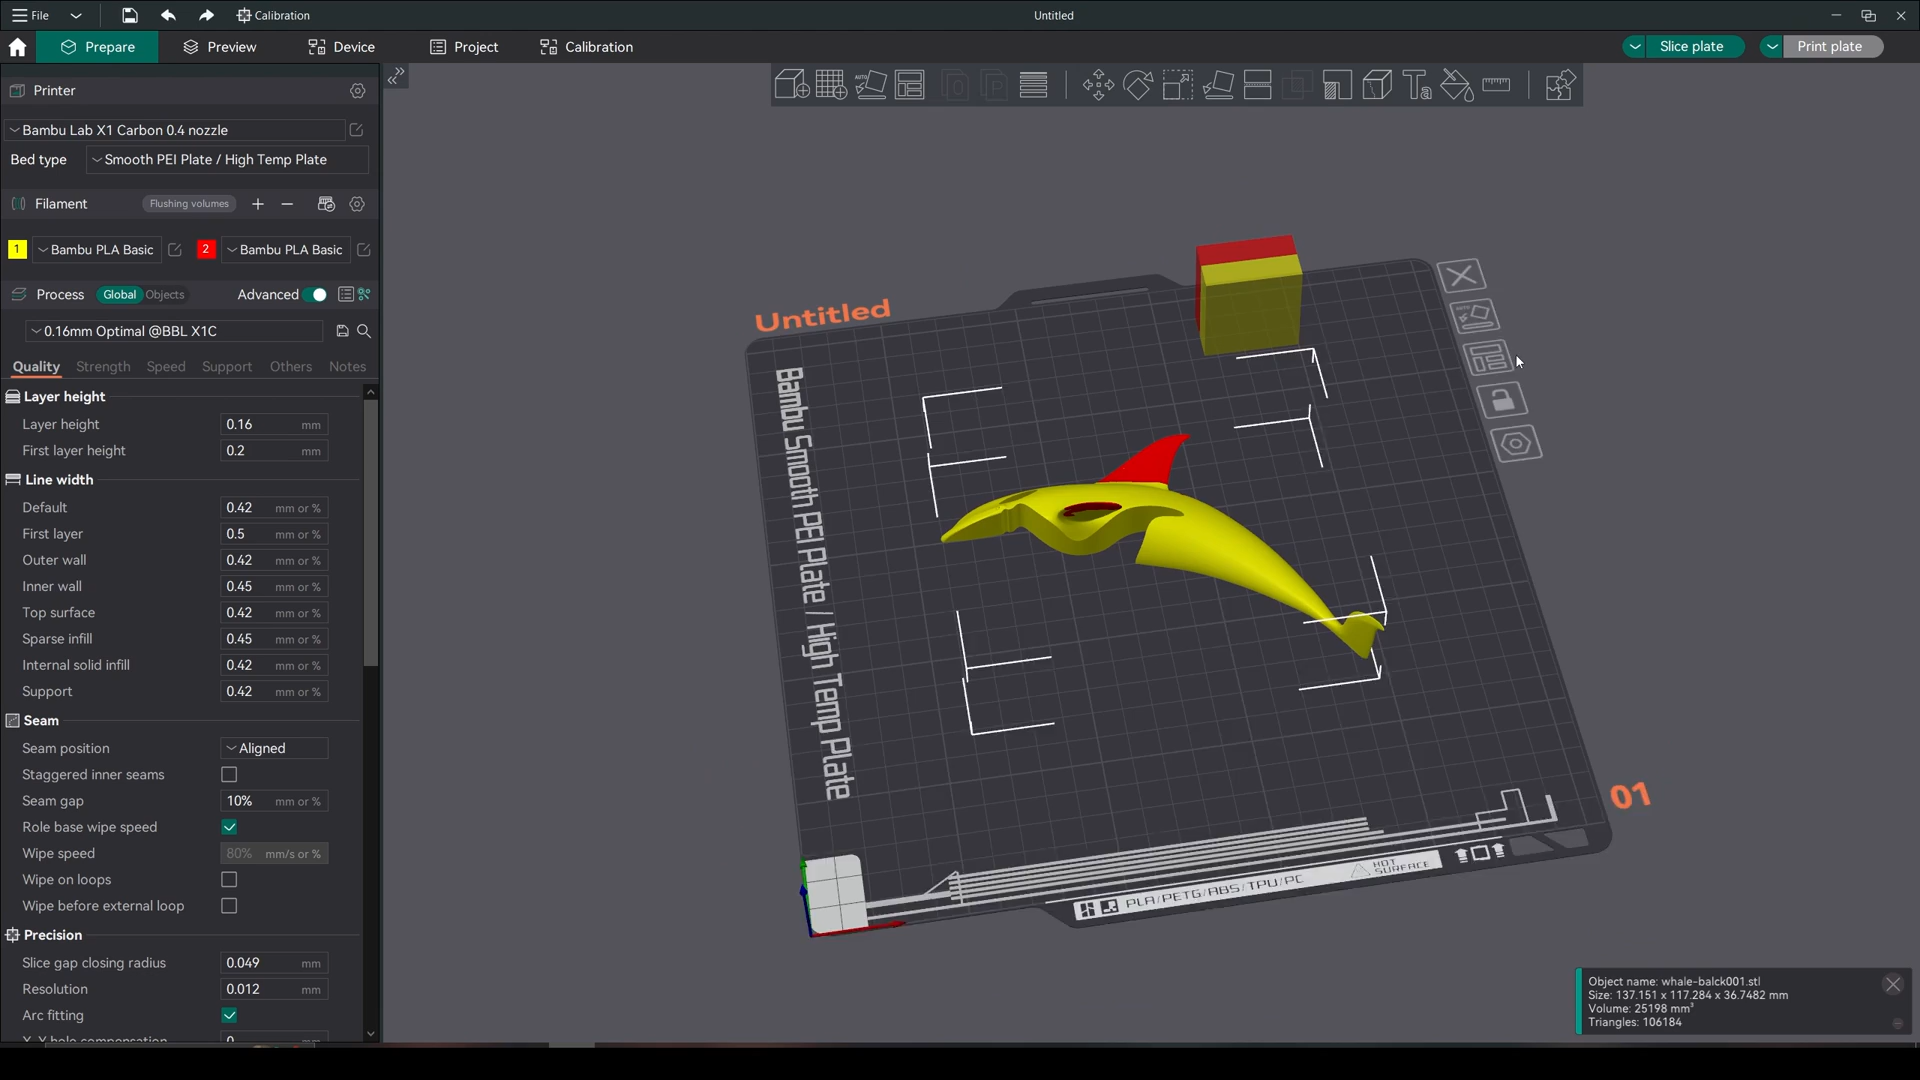 File
Calibration
Untitled
Prepare
Preview
Device
Project
Calibration
Slice plate
Print plate
Printer
Bambu Lab X1 Carbon 0.4 nozzle
Bed type
Smooth PEI Plate / High Temp Plate
Filament
Flushing volumes
1
Bambu PLA Basic
2
Bambu PLA Basic
Process
Global
Objects
Advanced
0.16mm Optimal @BBL X1C
Quality
Strength
Speed
Support
Others
Notes
Layer height
Layer height
0.16
mm
First layer height
0.2
mm
Line width
Default
0.42
mm or %
First layer
0.5
mm or %
Outer wall
0.42
mm or %
Inner wall
0.45
mm or %
Top surface
0.42
mm or %
Sparse infill
0.45
mm or %
Internal solid infill
0.42
mm or %
Support
0.42
mm or %
Seam
Seam position
Aligned
Staggered inner seams
Seam gap
10%
mm or %
Role base wipe speed
Wipe speed
80%
mm/s or %
Wipe on loops
Wipe before external loop
Precision
Slice gap closing radius
0.049
mm
Resolution
0.012
mm
Arc fitting
X-Y hole compensation
0
mm
AUTO
Untitled
Bambu Smooth PEI Plate / High Temp Plate
01
PLA/PETG/ABS/TPU/PC
HOT
SURFACE
Object name: whale-balck001.stl
Size: 137.151 x 117.284 x 36.7482 mm
Volume: 25198 mm³
Triangles: 106184